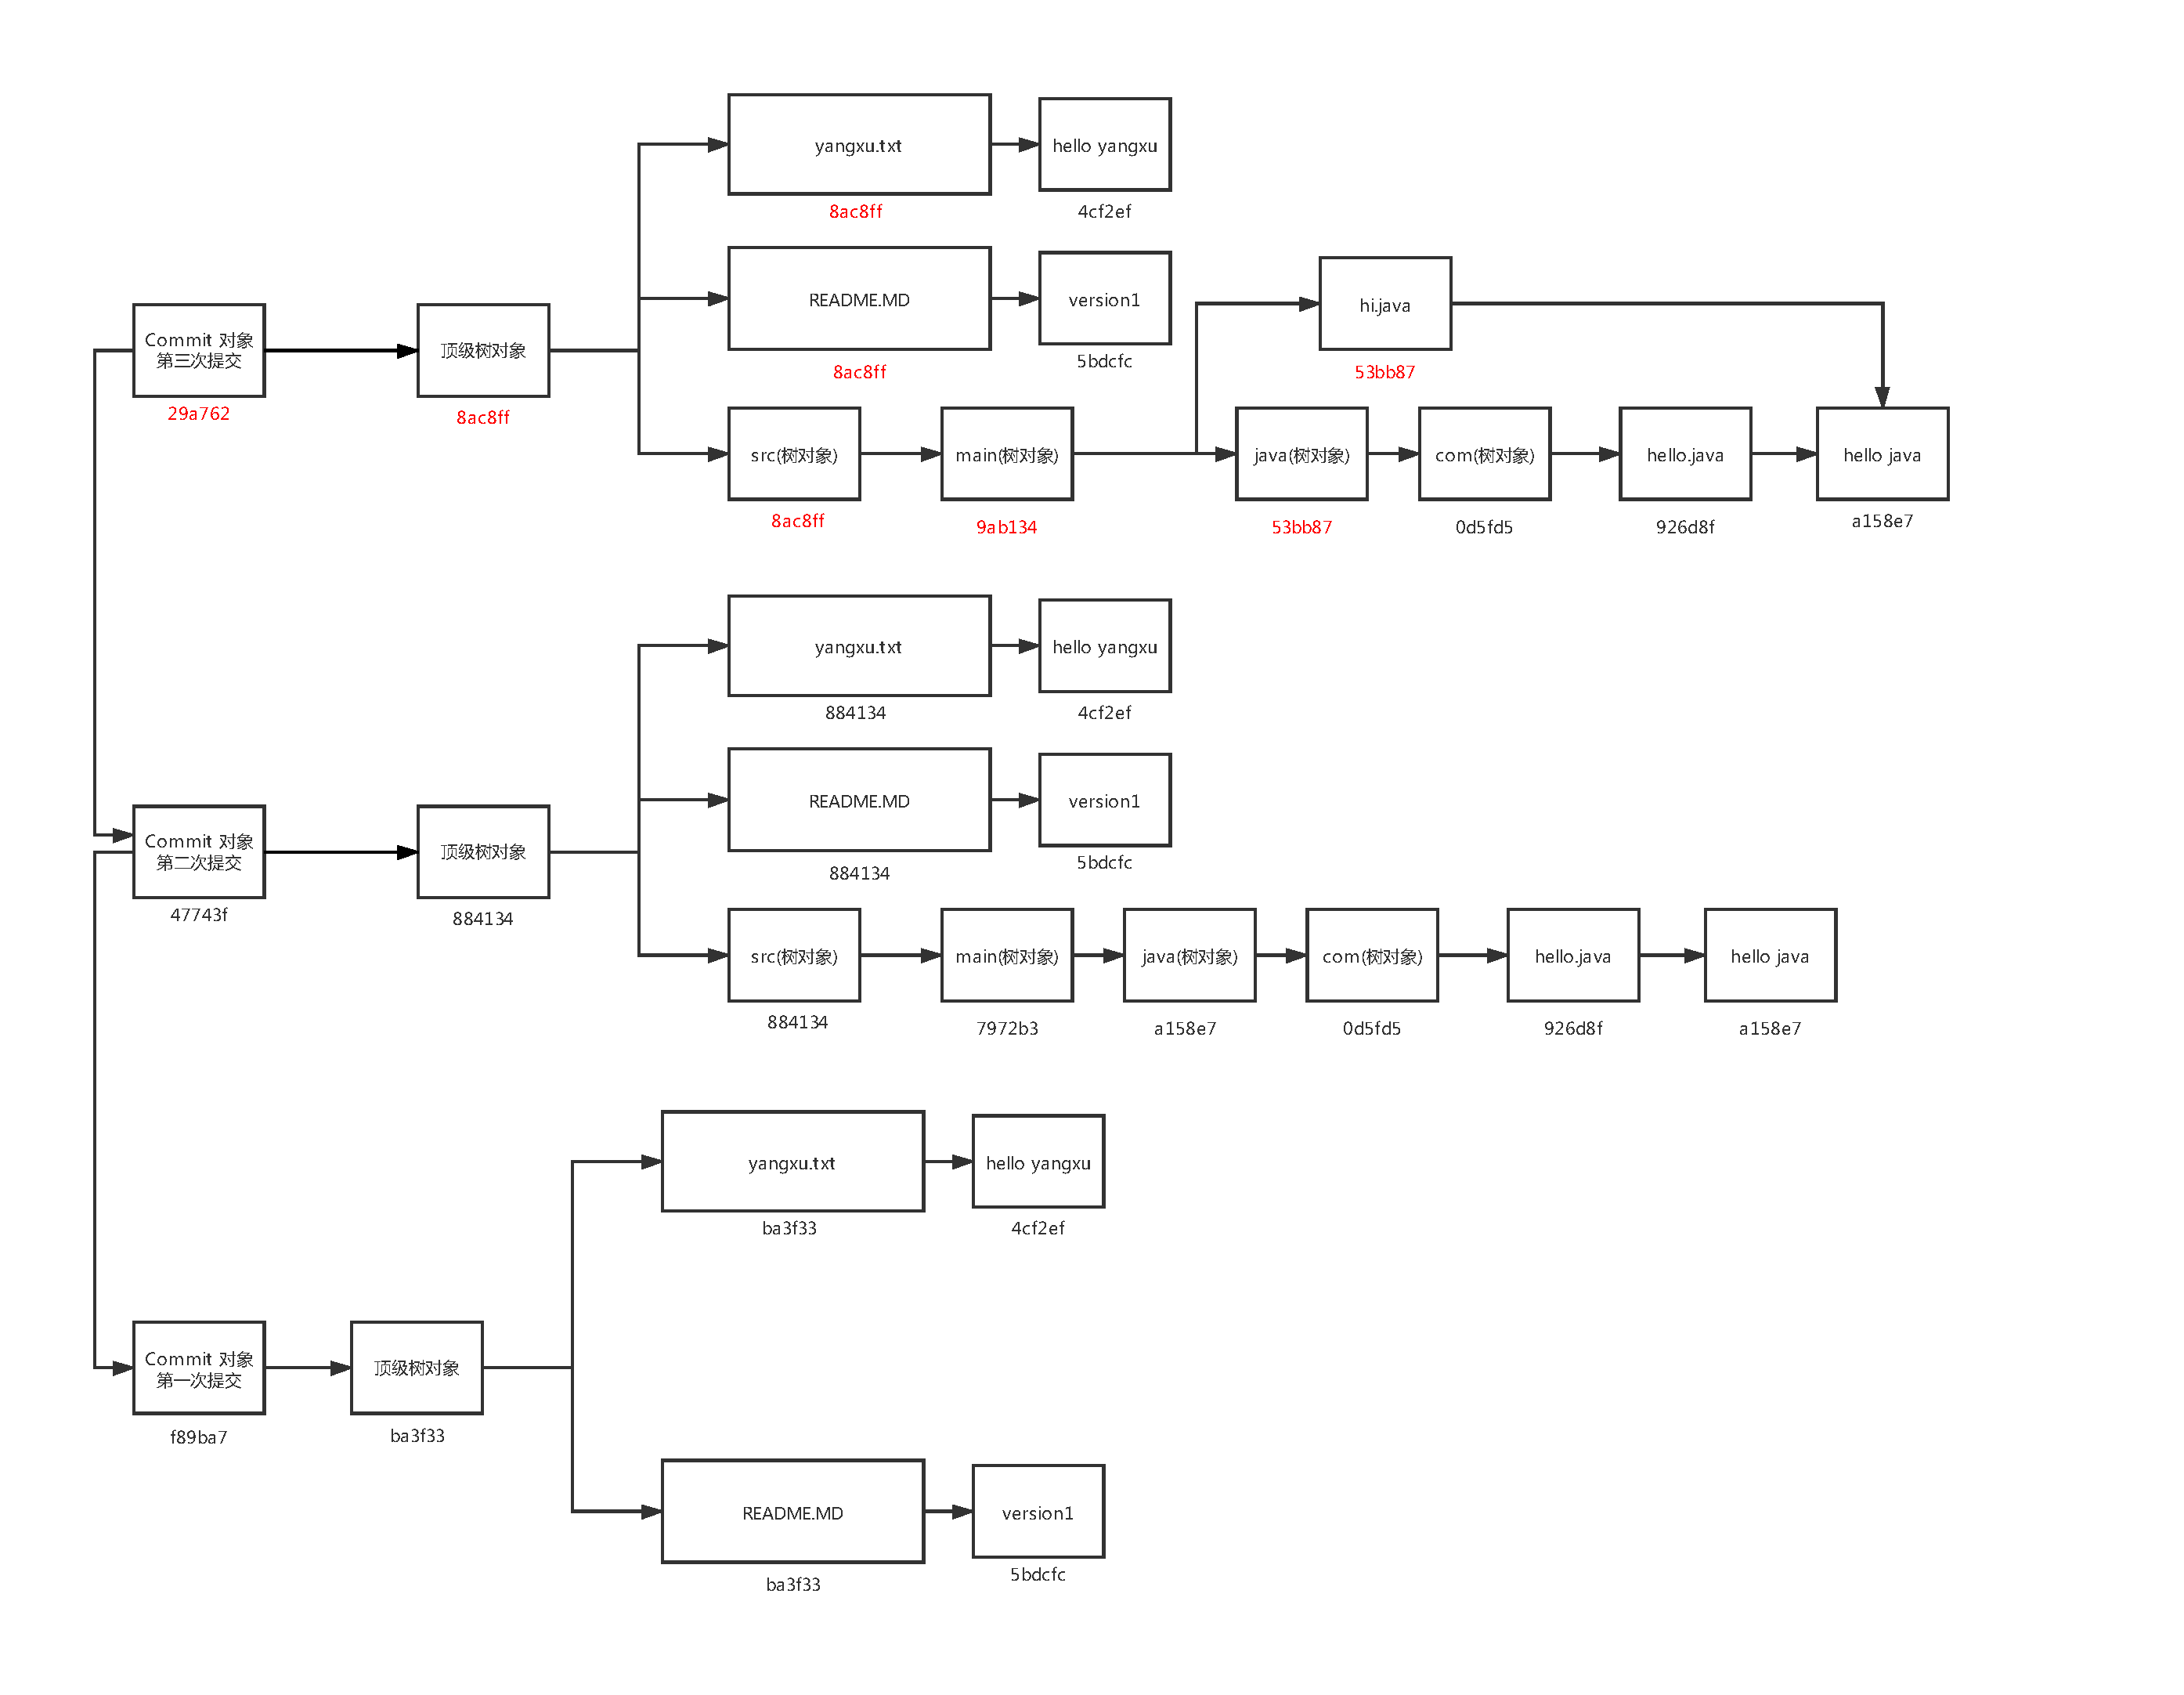 yangxu.txt
hello yangxu
8ac8ff
4cf2ef
README.MD
version1
8ac8ff
5bdcfc
hi.java
53bb87
Commit 对象
第三次提交
29a762
顶级树对象
8ac8ff
src(树对象)
8ac8ff
main(树对象)
9ab134
java(树对象)
53bb87
com(树对象)
0d5fd5
hello.java
926d8f
hello java
a158e7
yangxu.txt
hello yangxu
884134
4cf2ef
README.MD
version1
884134
5bdcfc
Commit 对象
第二次提交
47743f
顶级树对象
884134
src(树对象)
884134
main(树对象)
7972b3
java(树对象)
a158e7
com(树对象)
0d5fd5
hello.java
926d8f
hello java
a158e7
yangxu.txt
hello yangxu
ba3f33
4cf2ef
Commit 对象
第一次提交
f89ba7
顶级树对象
ba3f33
README.MD
version1
ba3f33
5bdcfc